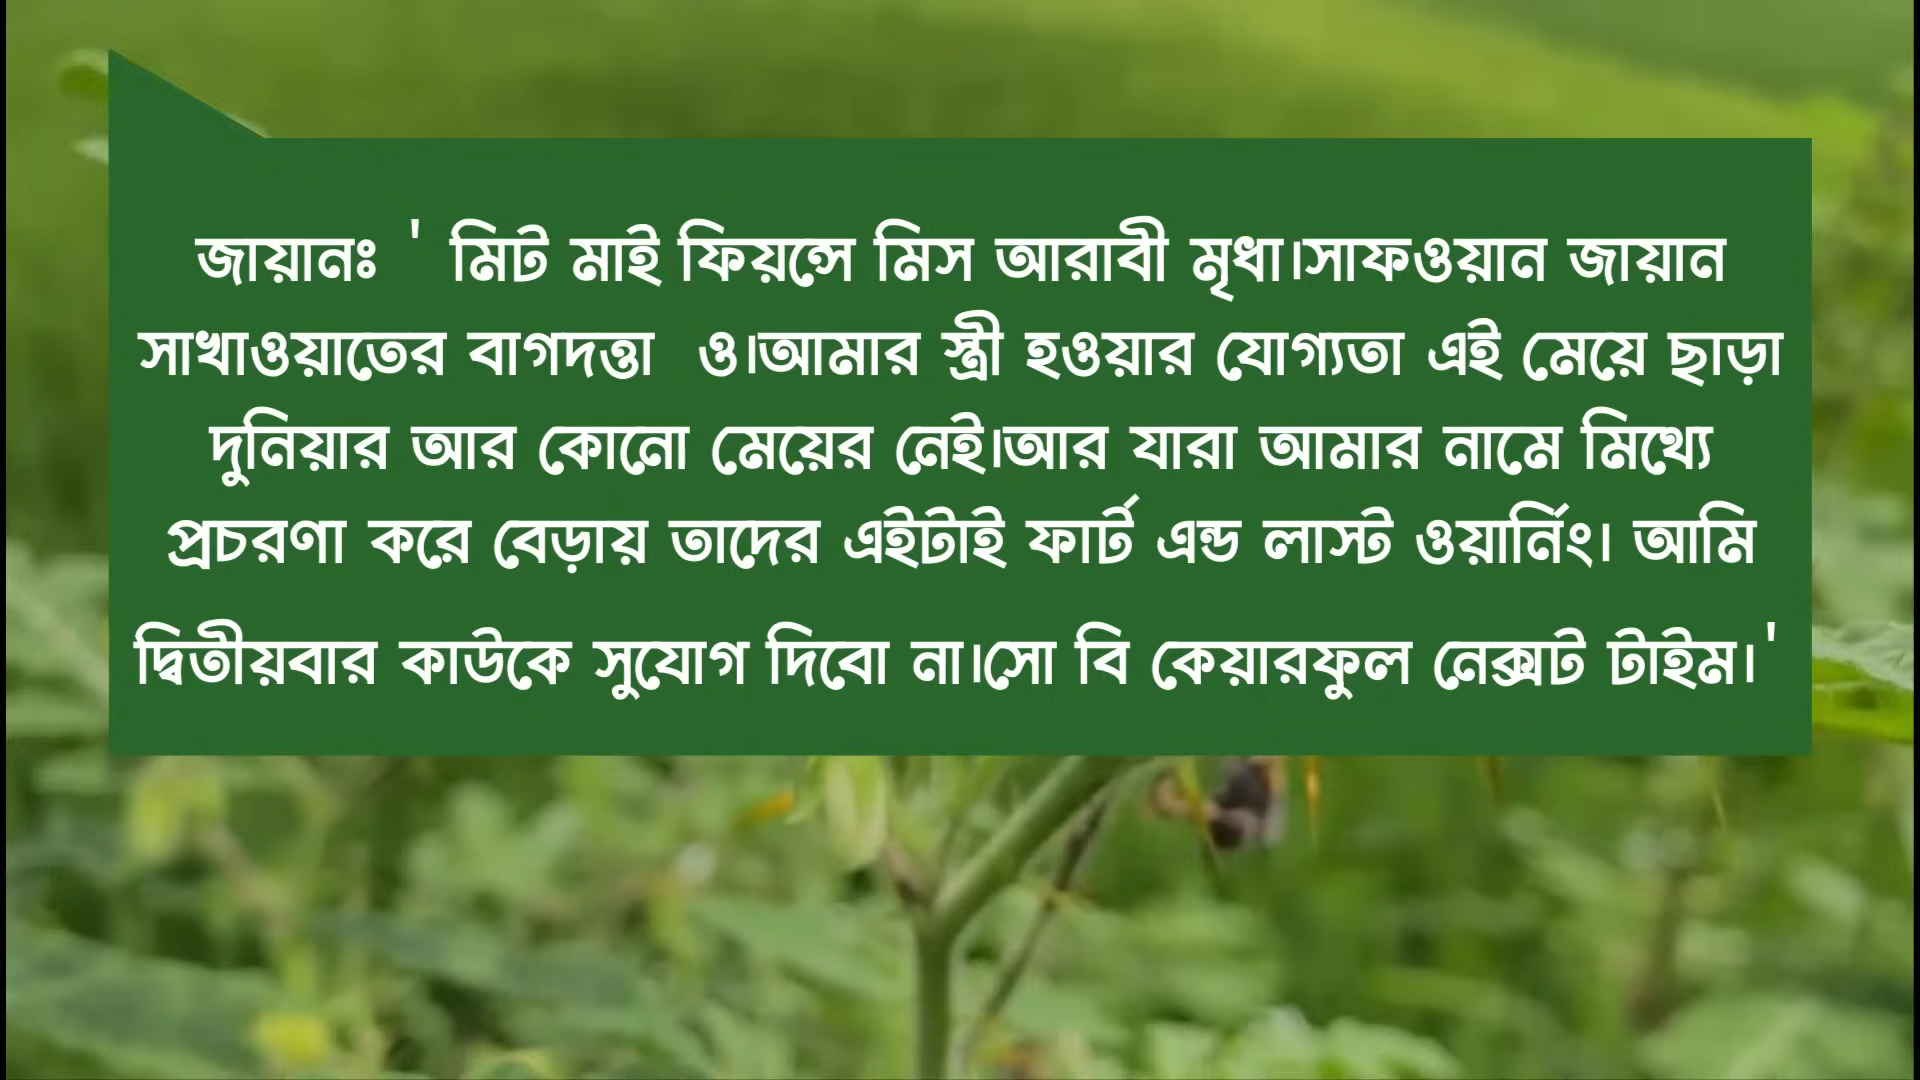 জায়ানঃ ' মিট মাই ফিয়ন্সে মিস আরাবী মৃধা।সাফওয়ান জায়ান
সাখাওয়াতের বাগদত্তা  ও।আমার স্ত্রী হওয়ার যোগ্যতা এই মেয়ে ছাড়া
দুনিয়ার আর কোনো মেয়ের নেই।আর যারা আমার নামে মিথ্যে
প্রচরণা করে বেড়ায় তাদের এইটাই ফার্ট এন্ড লাস্ট ওয়ার্নিং। আমি
দ্বিতীয়বার কাউকে সুযোগ দিবো না।সো বি কেয়ারফুল নেক্সট টাইম।'